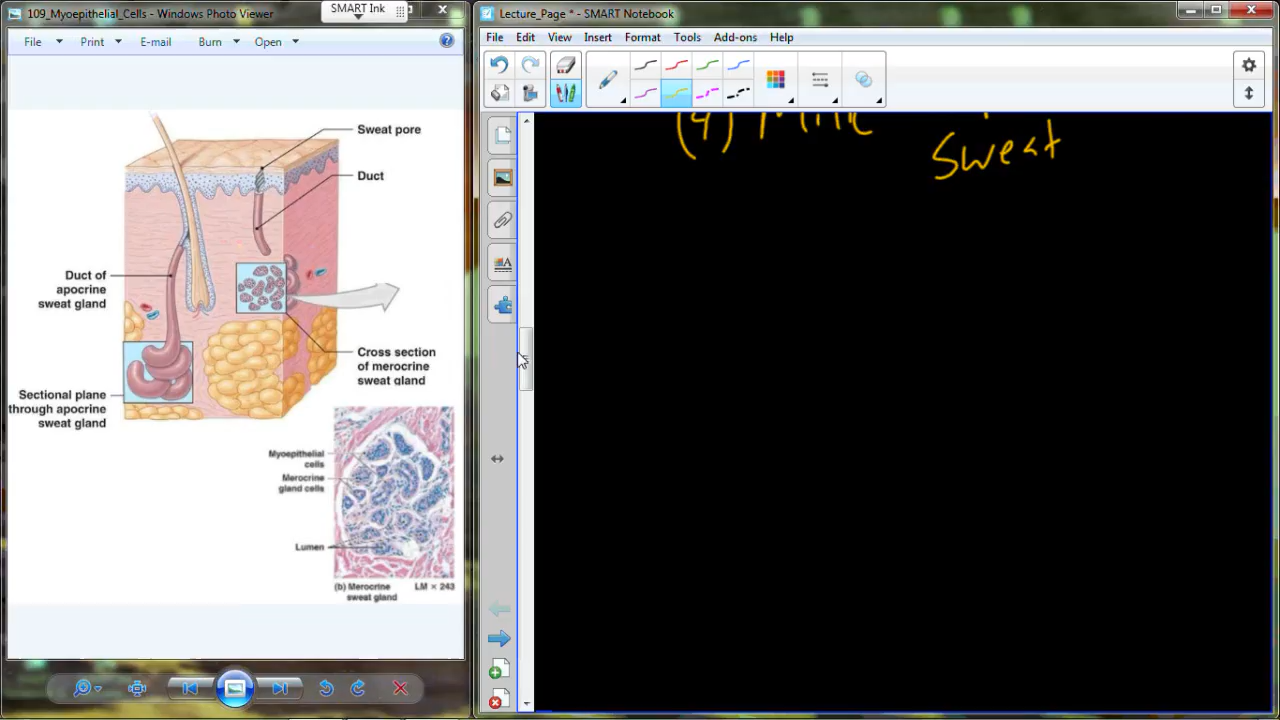 109_Myoepithelial_Cells - Windows Photo Viewer
SMART Ink
File Print E-mail Burn Open
Sweat pore
Duct
Duct of
apocrine
sweat gland
Cross section
of merocrine
sweat gland
Sectional plane
through apocrine
sweat gland
Myoepithelial
cells
Merocrine
gland cells
Lumen
(b) Merocrine
sweat gland
LM × 243
Lecture_Page * - SMART Notebook
File Edit View Insert Format Tools Add-ons Help
(4) Milk
Sweat